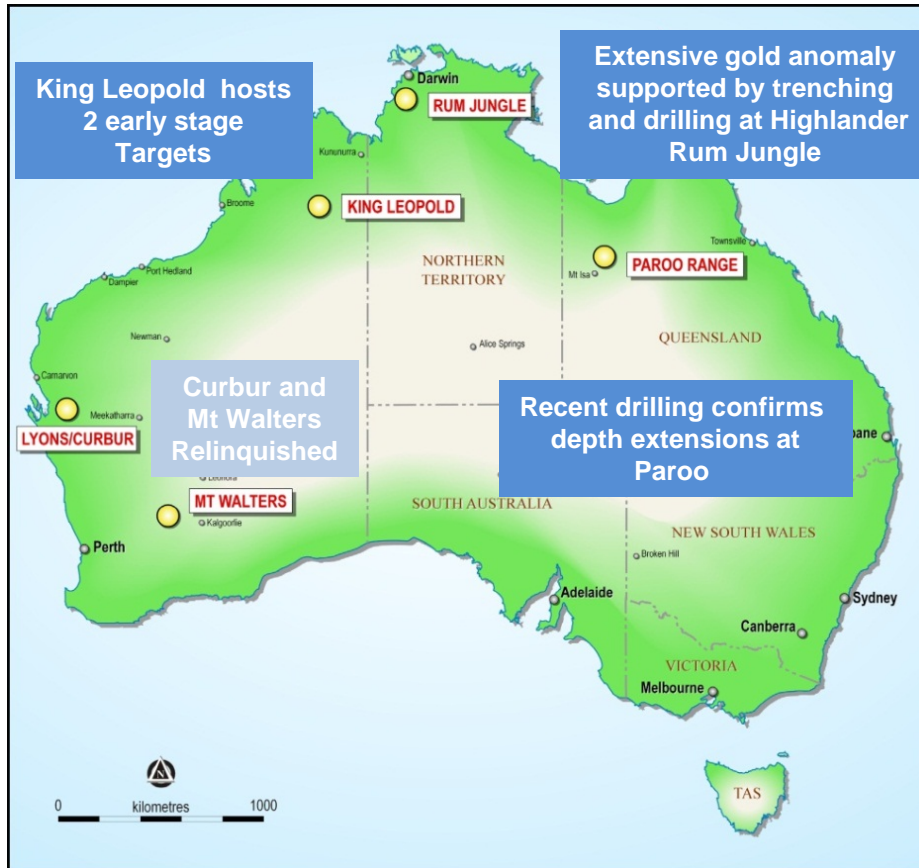 King Leopold hosts
2 early stage
Targets
Extensive gold anomaly
supported by trenching
and drilling at Highlander
Rum Jungle
Darwin
RUM JUNGLE
Kununurra
KING LEOPOLD
Broome
NORTHERN
TERRITORY
Townsville
PAROO RANGE
Mt Isa
Port Hedland
Dampier
Newman
Alice Springs
QUEENSLAND
Carnarvon
Curbur and
Mt Walters
Relinquished
Meekatharra
LYONS/CURBUR
Recent drilling confirms
depth extensions at
Paroo
bane
Leonora
MT WALTERS
SOUTH AUSTRALIA
Kalgoorlie
NEW SOUTH WALES
Perth
Broken Hill
Adelaide
Sydney
Canberra
VICTORIA
Melbourne
N
TAS
0 kilometres 1000